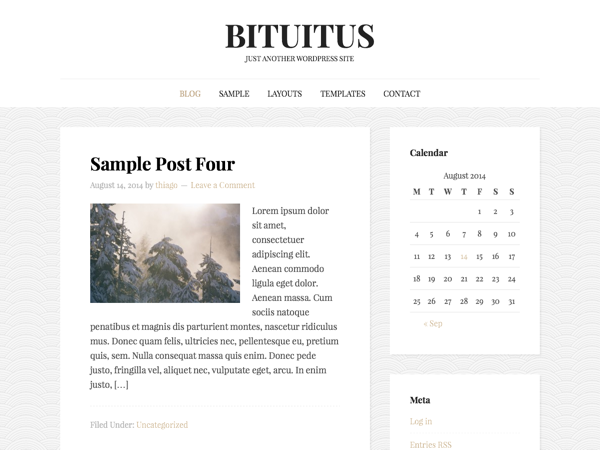 BITUITUS
JUST ANOTHER WORDPRESS SITE
BLOG SAMPLE LAYOUTS TEMPLATES CONTACT
Sample Post Four
August 14, 2014 by thiago — Leave a Comment
Lorem ipsum dolor
sit amet,
consectetuer
adipiscing elit.
Aenean commodo
ligula eget dolor.
Aenean massa. Cum
sociis natoque
penatibus et magnis dis parturient montes, nascetur ridiculus
mus. Donec quam felis, ultricies nec, pellentesque eu, pretium
quis, sem. Nulla consequat massa quis enim. Donec pede
justo, fringilla vel, aliquet nec, vulputate eget, arcu. In enim
justo, […]
Filed Under: Uncategorized
Calendar
August 2014
M T W T F S S
1 2 3
4 5 6 7 8 9 10
11 12 13 14 15 16 17
18 19 20 21 22 23 24
25 26 27 28 29 30 31
« Sep
Meta
Log in
Entries RSS